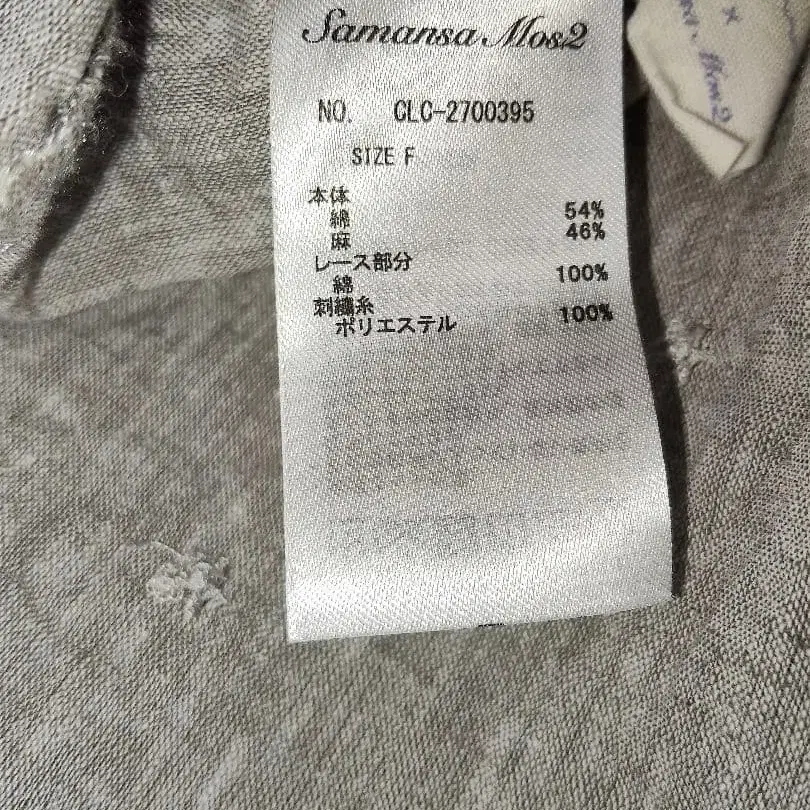 Samansa Mos2
NO. CLC-2700395
SIZE F
本体
綿 54%
麻 46%
レース部分
綿 100%
刺繍糸
ポリエステル 100%
Mos2